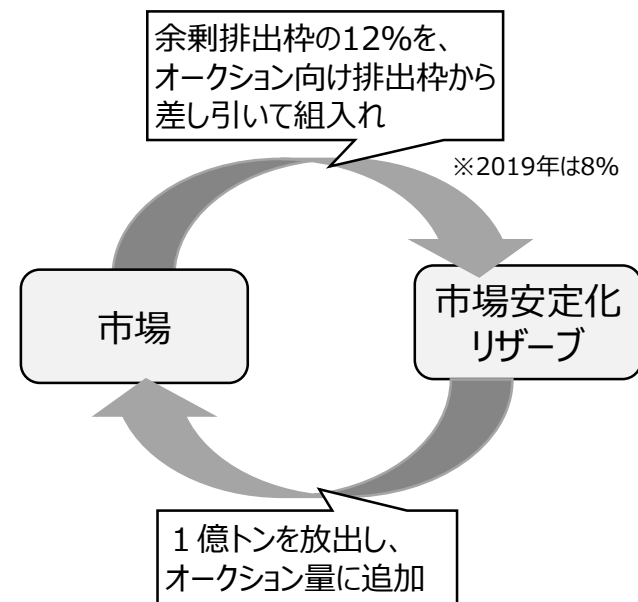 余剰排出枠の12%を、
オークション向け排出枠から
差し引いて組入れ
※2019年は8%
市場
市場安定化
リザーブ
１億トンを放出し、
オークション量に追加